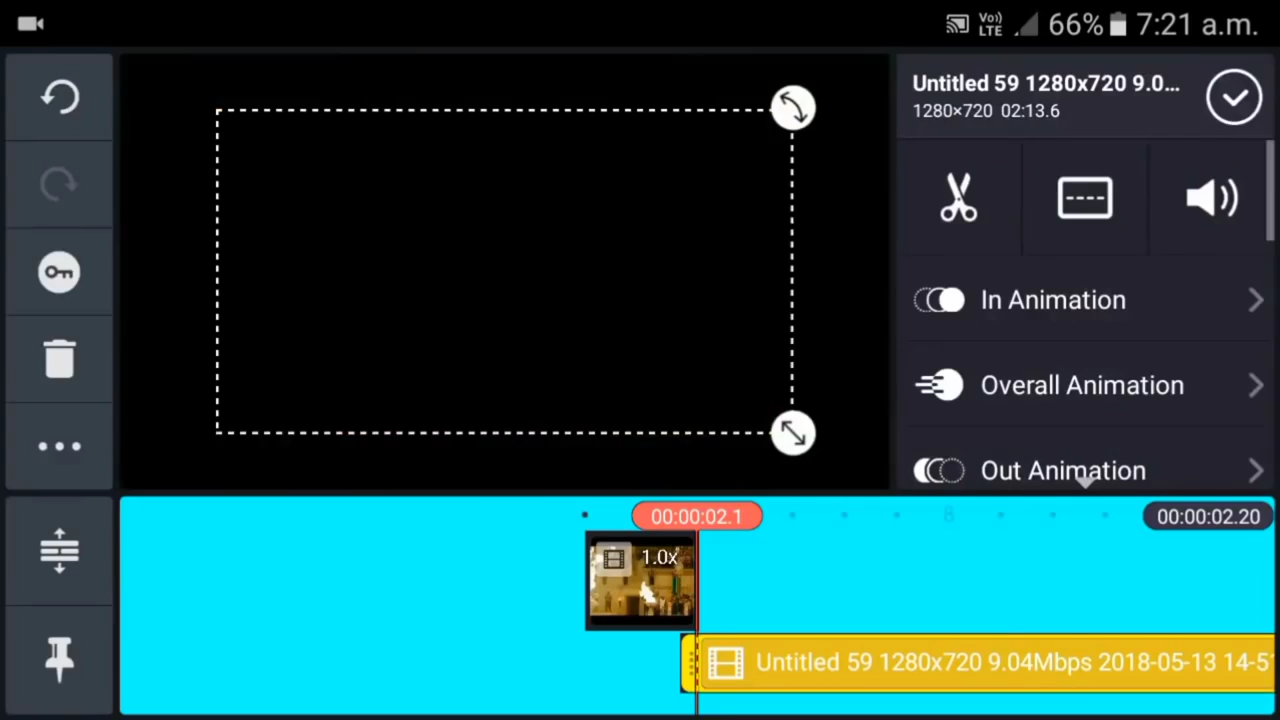 Vo)
LTE
66%
7:21 a.m.
Untitled 59 1280x720 9.0...
1280×720 02:13.6
In Animation
Overall Animation
Out Animation
00:00:02.1
8
00:00:02.20
1.0x
Untitled 59 1280x720 9.04Mbps 2018-05-13 14-51